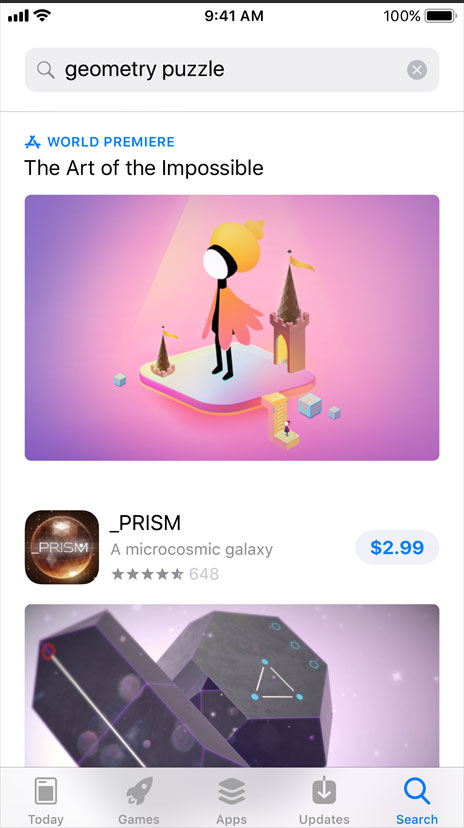 9:41 AM
100%
geometry puzzle
WORLD PREMIERE
The Art of the Impossible
_PRISM
_PRISM
A microcosmic galaxy
$2.99
648
Today
Games
Apps
Updates
Search